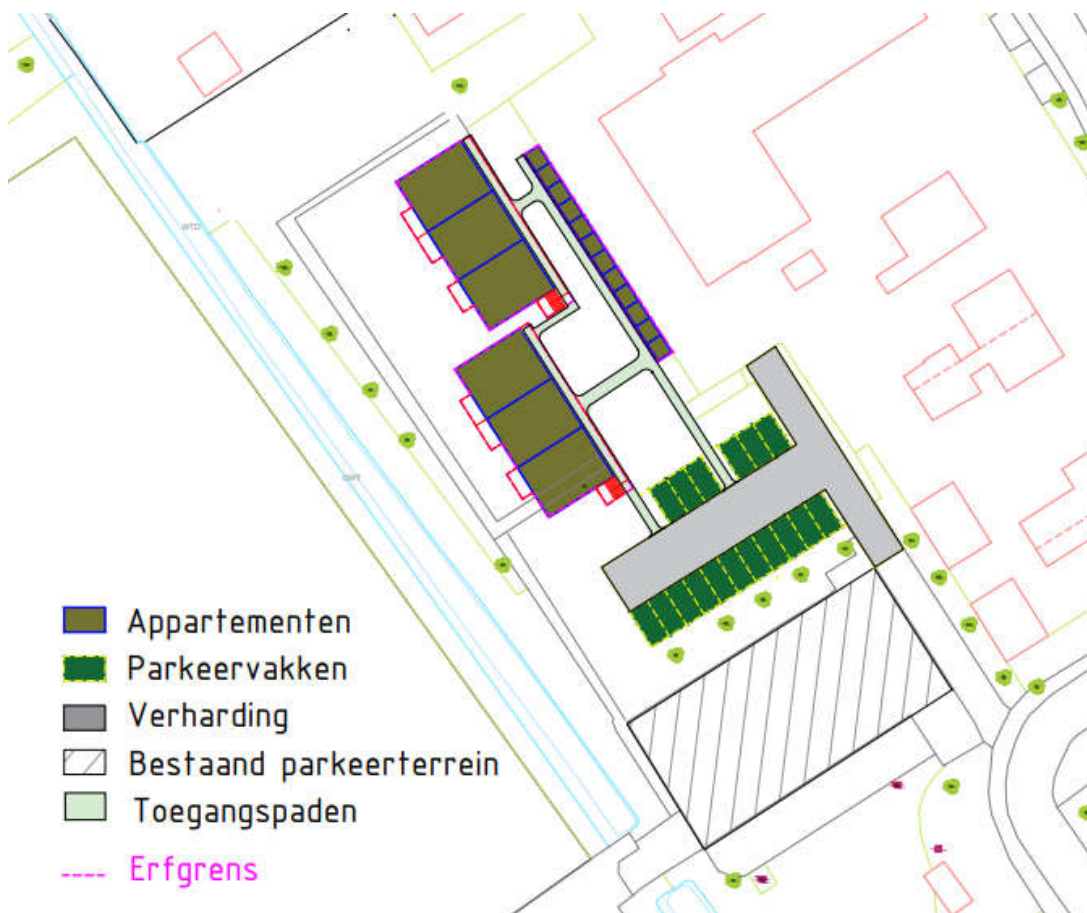 Appartementen
Parkeervakken
Verharding
Bestaand parkeerterrein
Toegangspaden
Erfgrens